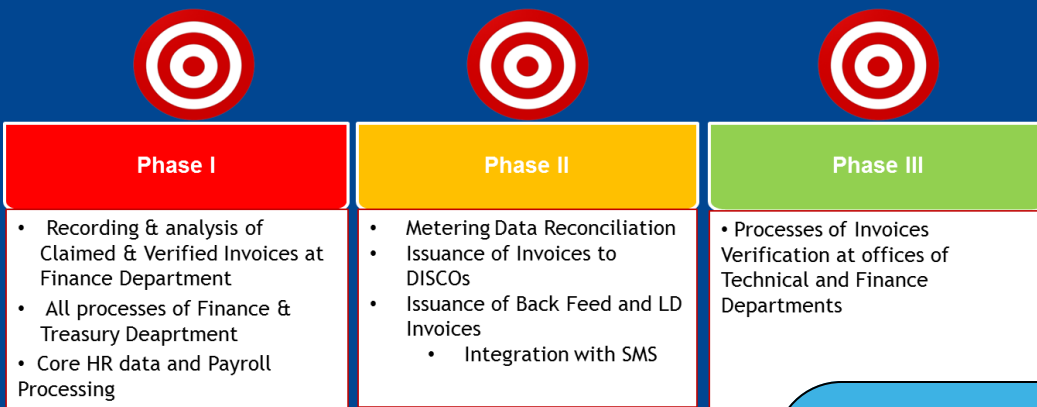 Phase I
• Recording & analysis of
Claimed & Verified Invoices at
Finance Department
• All processes of Finance &
Treasury Deaprtment
• Core HR data and Payroll
Processing
Phase II
• Metering Data Reconciliation
• Issuance of Invoices to
DISCOs
• Issuance of Back Feed and LD
Invoices
• Integration with SMS
Phase III
• Processes of Invoices
Verification at offices of
Technical and Finance
Departments